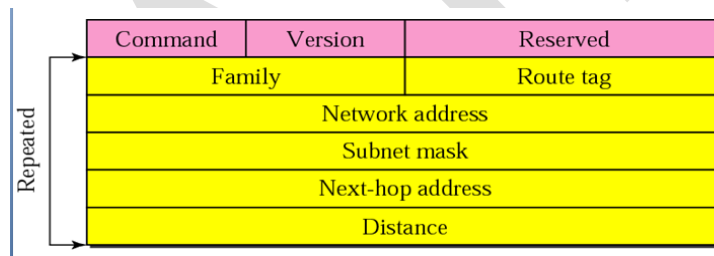 Command Version Reserved
Family Route tag
Network address
Subnet mask
Next-hop address
Distance
Repeated